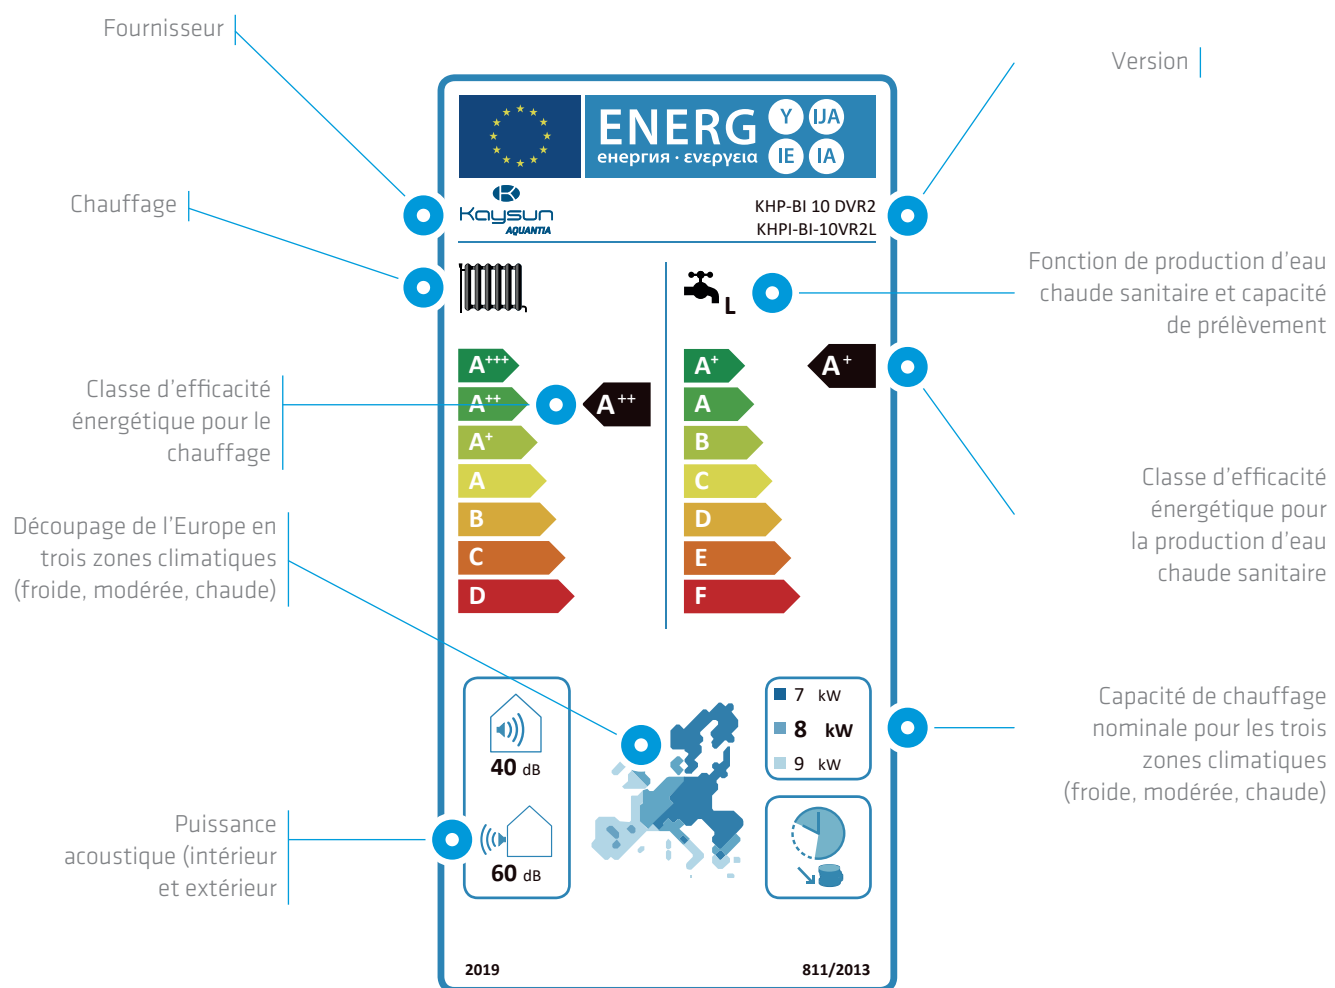 Fournisseur
Version
ENERG Y IJA
енергия · ενεργεια IE IA
Chauffage
Kaysun
AQUANTIA
KHP-BI 10 DVR2
KHPI-BI-10VR2L
Fonction de production d’eau
chaude sanitaire et capacité
de prélèvement
L
Classe d’efficacité
énergétique pour le
chauffage
A+++
A++
A+
A
B
C
D
A++
A+
A
B
C
D
E
F
A+
Classe d’efficacité
énergétique pour
la production d’eau
chaude sanitaire
Découpage de l’Europe en
trois zones climatiques
(froide, modérée, chaude)
40 dB
60 dB
7 kW
8 kW
9 kW
Capacité de chauffage
nominale pour les trois
zones climatiques
(froide, modérée, chaude)
Puissance
acoustique (intérieur
et extérieur
2019
811/2013